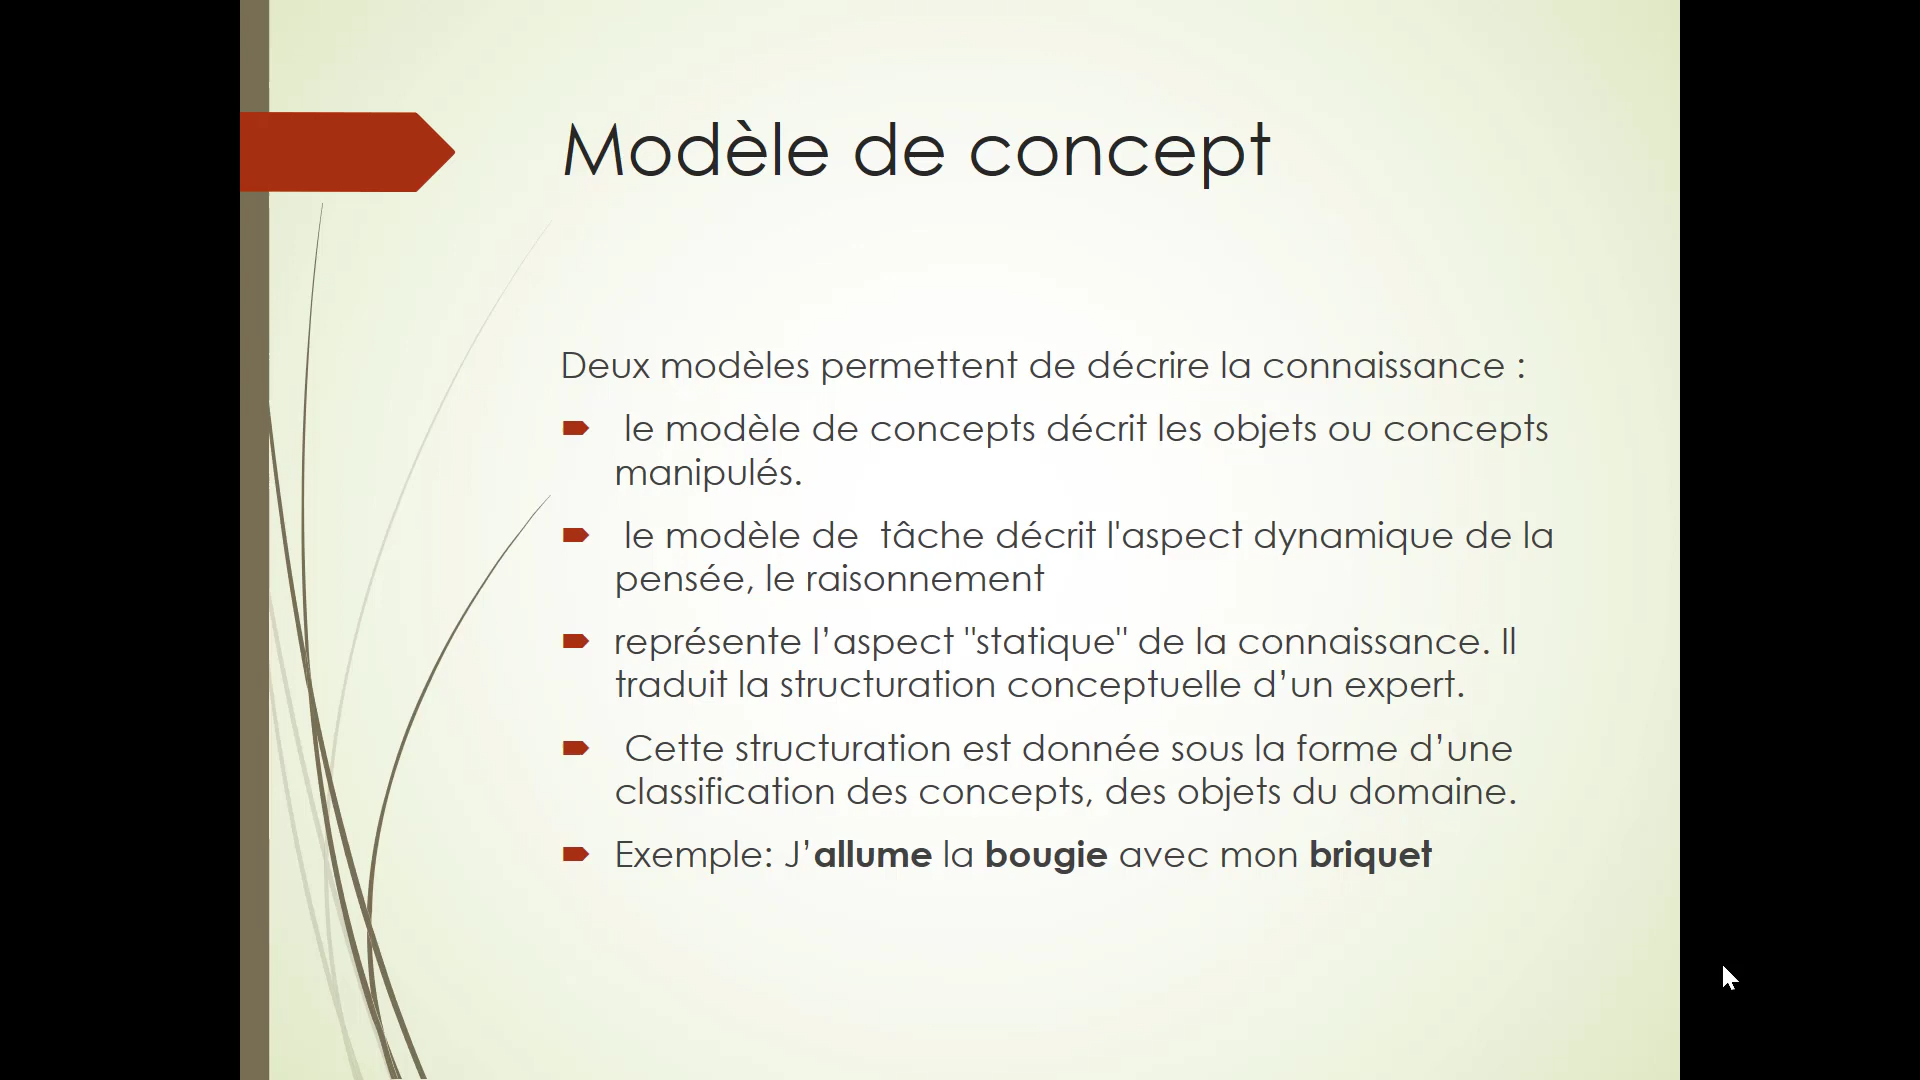 Modèle de concept
Deux modèles permettent de décrire la connaissance :
le modèle de concepts décrit les objets ou concepts
manipulés.
le modèle de  tâche décrit l'aspect dynamique de la
pensée, le raisonnement
représente l’aspect "statique" de la connaissance. Il
traduit la structuration conceptuelle d’un expert.
Cette structuration est donnée sous la forme d’une
classification des concepts, des objets du domaine.
Exemple: J’allume la bougie avec mon briquet